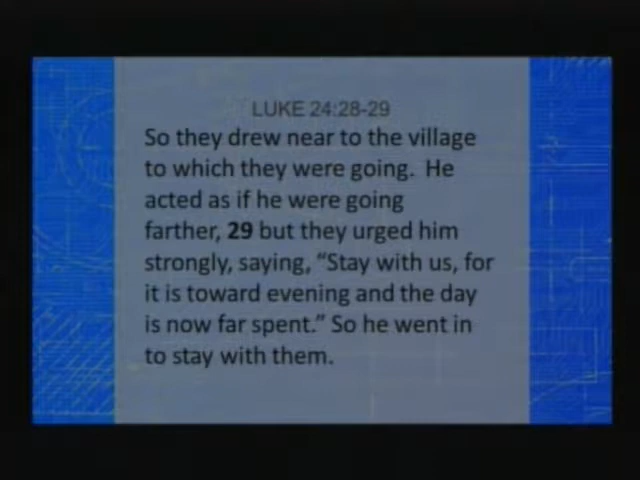 LUKE 24:28-29
So they drew near to the village
to which they were going.  He
acted as if he were going
farther, 29 but they urged him
strongly, saying, “Stay with us, for
it is toward evening and the day
is now far spent.” So he went in
to stay with them.